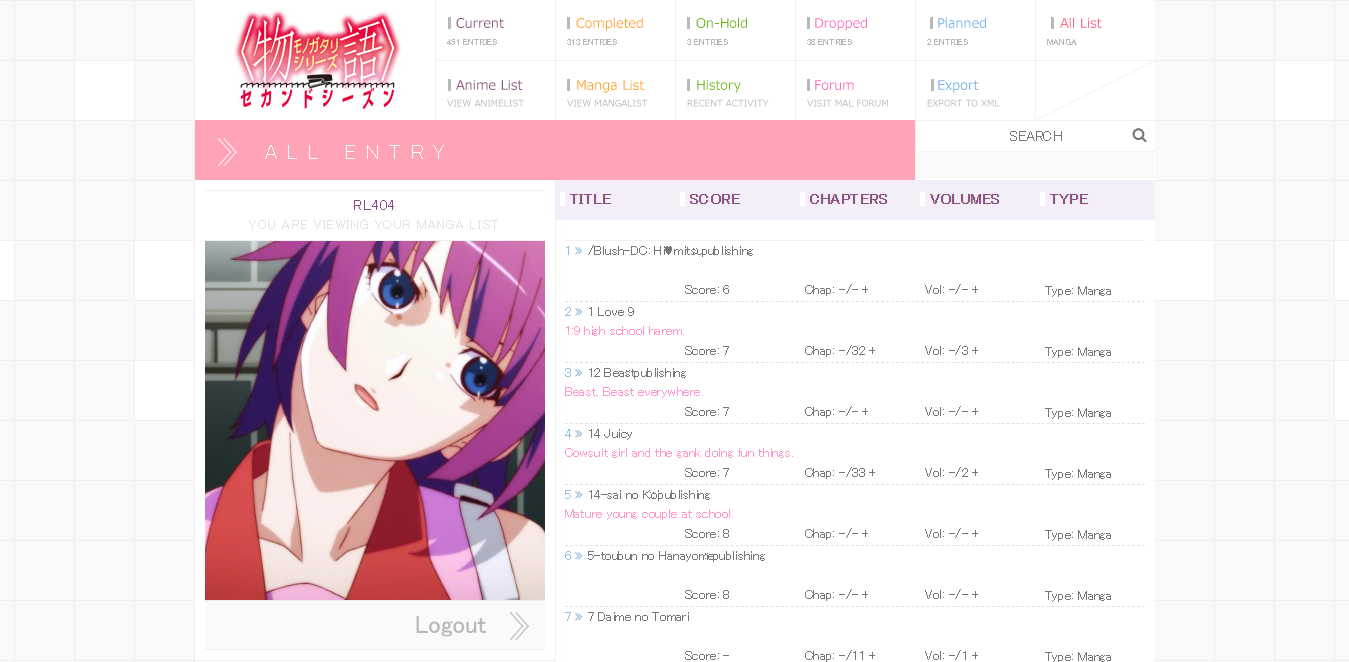 〈物語〉
モノガタリ
シリーズ
セカンドシーズン
Current
451 ENTRIES
Completed
313 ENTRIES
On-Hold
3 ENTRIES
Dropped
38 ENTRIES
Planned
2 ENTRIES
All List
MANGA
Anime List
VIEW ANIMELIST
Manga List
VIEW MANGALIST
History
RECENT ACTIVITY
Forum
VISIT MAL FORUM
Export
EXPORT TO XML
ALL ENTRY
SEARCH
RL404
YOU ARE VIEWING YOUR MANGA LIST
Logout
TITLE SCORE CHAPTERS VOLUMES TYPE
1 » /Blush-DC: H publishing
Score: 6 Chap: -/- + Vol: -/- + Type: Manga
2 » 1 Love 9
1:9 high school harem.
Score: 7 Chap: -/32 + Vol: -/3 + Type: Manga
3 » 12 Beast publishing
Beast. Beast everywhere.
Score: 7 Chap: -/- + Vol: -/- + Type: Manga
4 » 14 Juicy
Cowsuit girl and the gank doing fun things.
Score: 7 Chap: -/33 + Vol: -/2 + Type: Manga
5 » 14-sai no publishing
Mature young couple at school.
Score: 8 Chap: -/- + Vol: -/- + Type: Manga
6 » 5-toubun no publishing
Score: 8 Chap: -/- + Vol: -/- + Type: Manga
7 » 7 Daime no Tomari
Score: - Chap: -/11 + Vol: -/1 + Type: Manga